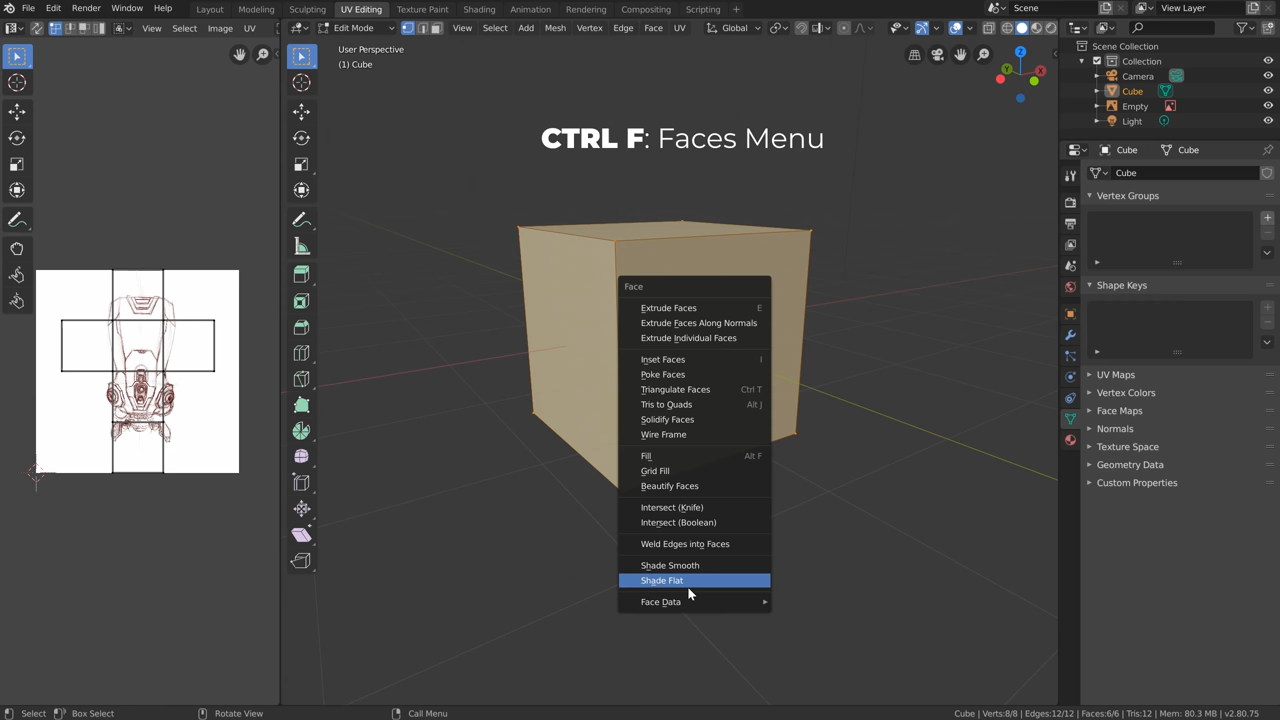 File Edit Render Window Help Layout Modeling Sculpting UV Editing Texture Paint Shading Animation Rendering Compositing Scripting + Scene View Layer
View Select Image UV Edit Mode View Select Add Mesh Vertex Edge Face UV Global
User Perspective
(1) Cube
CTRL F: Faces Menu
Face
Extrude Faces E
Extrude Faces Along Normals
Extrude Individual Faces
Inset Faces I
Poke Faces
Triangulate Faces Ctrl T
Tris to Quads Alt J
Solidify Faces
Wire Frame
Fill Alt F
Grid Fill
Beautify Faces
Intersect (Knife)
Intersect (Boolean)
Weld Edges into Faces
Shade Smooth
Shade Flat
Face Data
Z
Y X
Scene Collection
Collection
Camera
Cube
Empty
Light
Cube Cube
Cube
Vertex Groups
Shape Keys
UV Maps
Vertex Colors
Face Maps
Normals
Texture Space
Geometry Data
Custom Properties
Select Box Select Rotate View Call Menu Cube | Verts:8/8 | Edges:12/12 | Faces:6/6 | Tris:12 | Mem: 80.3 MB | v2.80.75